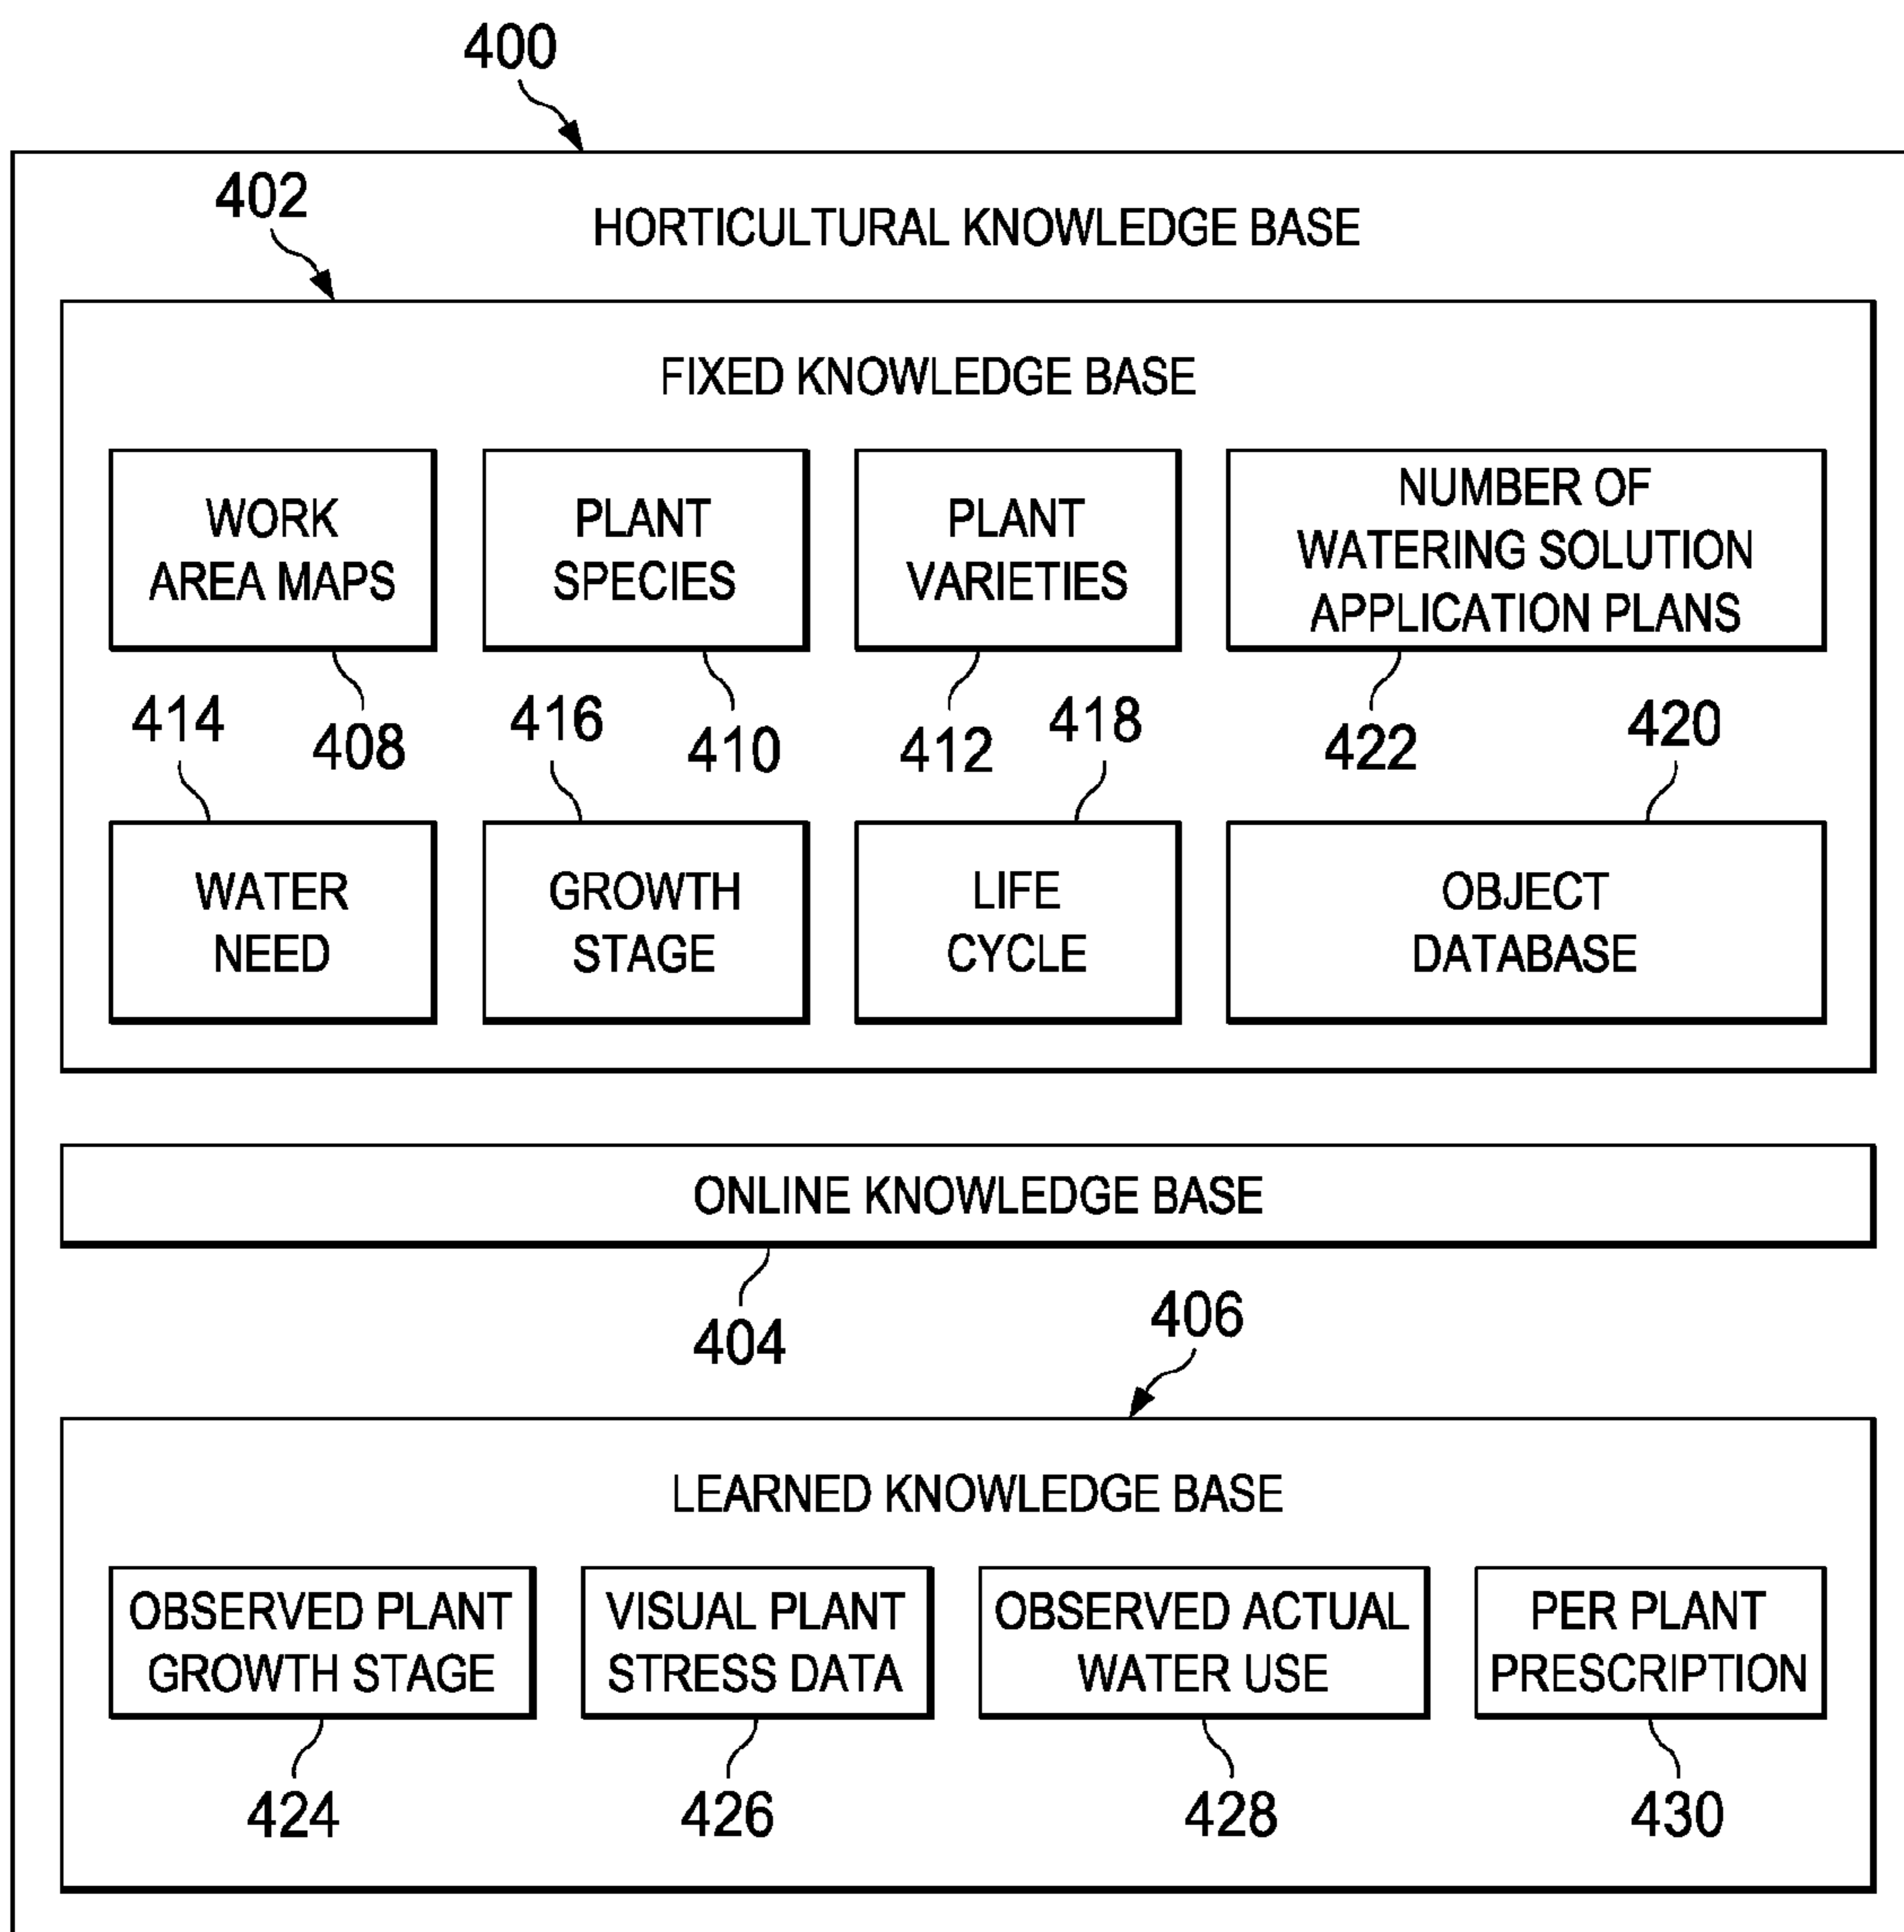 400
402
HORTICULTURAL KNOWLEDGE BASE
FIXED KNOWLEDGE BASE
WORK
AREA MAPS
PLANT
SPECIES
PLANT
VARIETIES
NUMBER OF
WATERING SOLUTION
APPLICATION PLANS
414
408
416
410
412
418
422
420
WATER
NEED
GROWTH
STAGE
LIFE
CYCLE
OBJECT
DATABASE
ONLINE KNOWLEDGE BASE
404
406
LEARNED KNOWLEDGE BASE
OBSERVED PLANT
GROWTH STAGE
VISUAL PLANT
STRESS DATA
OBSERVED ACTUAL
WATER USE
PER PLANT
PRESCRIPTION
424
426
428
430